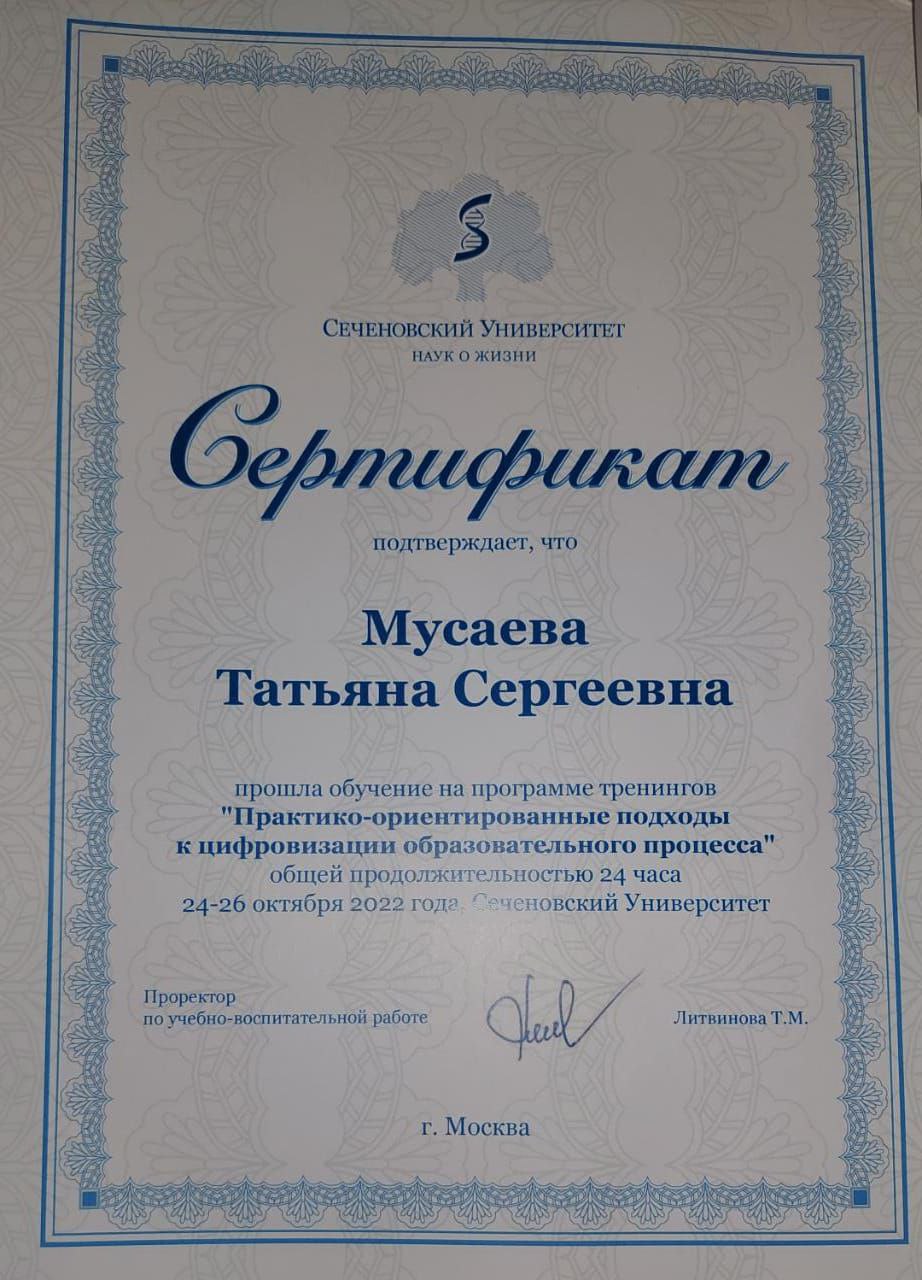 Сеченовский Университет
наук о жизни
Сертификат
подтверждает, что
Мусаева
Татьяна Сергеевна
прошла обучение на программе тренингов
"Практико-ориентированные подходы
к цифровизации образовательного процесса"
общей продолжительностью 24 часа
24-26 октября 2022 года, Сеченовский Университет
Проректор
по учебно-воспитательной работе
Литвинова Т.М.
г. Москва